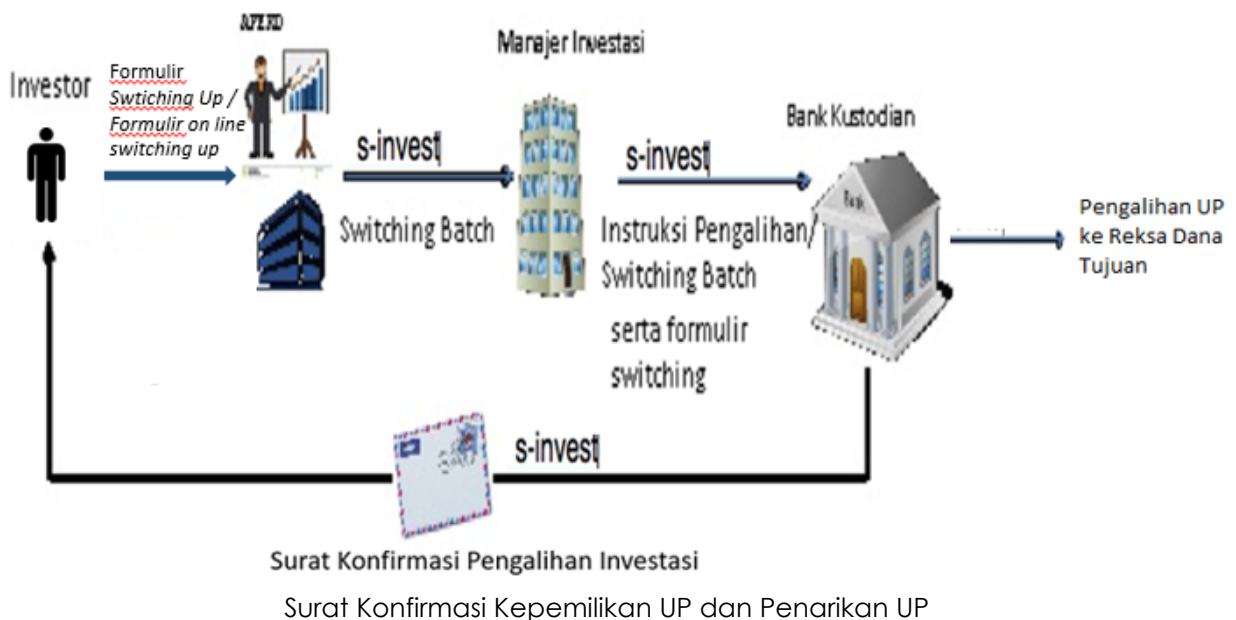 APERD
Manajer Investasi
Investor
Formulir
Swtiching Up /
Formulir on line
switching up
Bank Kustodian
s-invest
s-invest
Bank
Switching Batch
Instruksi Pengalihan/
Switching Batch
serta formulir
switching
Pengalihan UP
ke Reksa Dana
Tujuan
s-invest
Surat Konfirmasi Pengalihan Investasi
Surat Konfirmasi Kepemilikan UP dan Penarikan UP